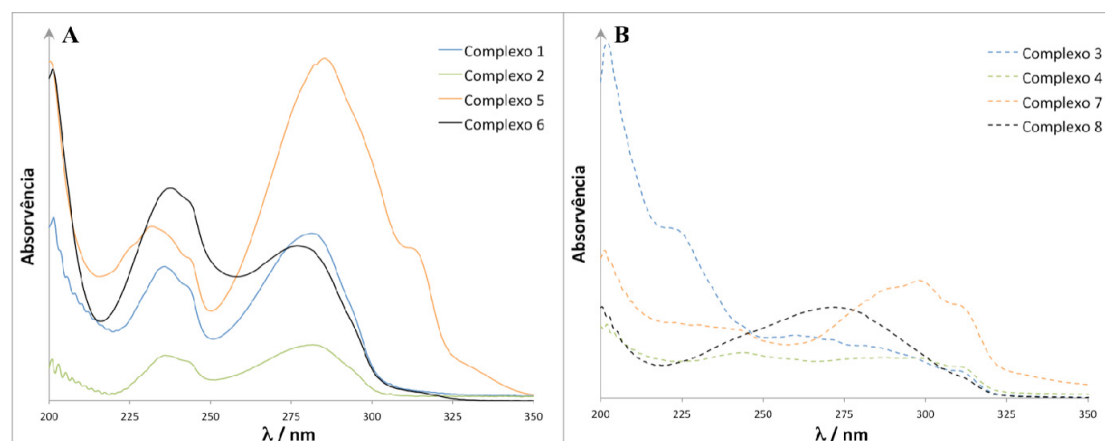 A
Complexo 1
Complexo 2
Complexo 5
Complexo 6
Absorvência
200 225 250 275 300 325 350
λ / nm
B
Complexo 3
Complexo 4
Complexo 7
Complexo 8
Absorvência
200 225 250 275 300 325 350
λ / nm